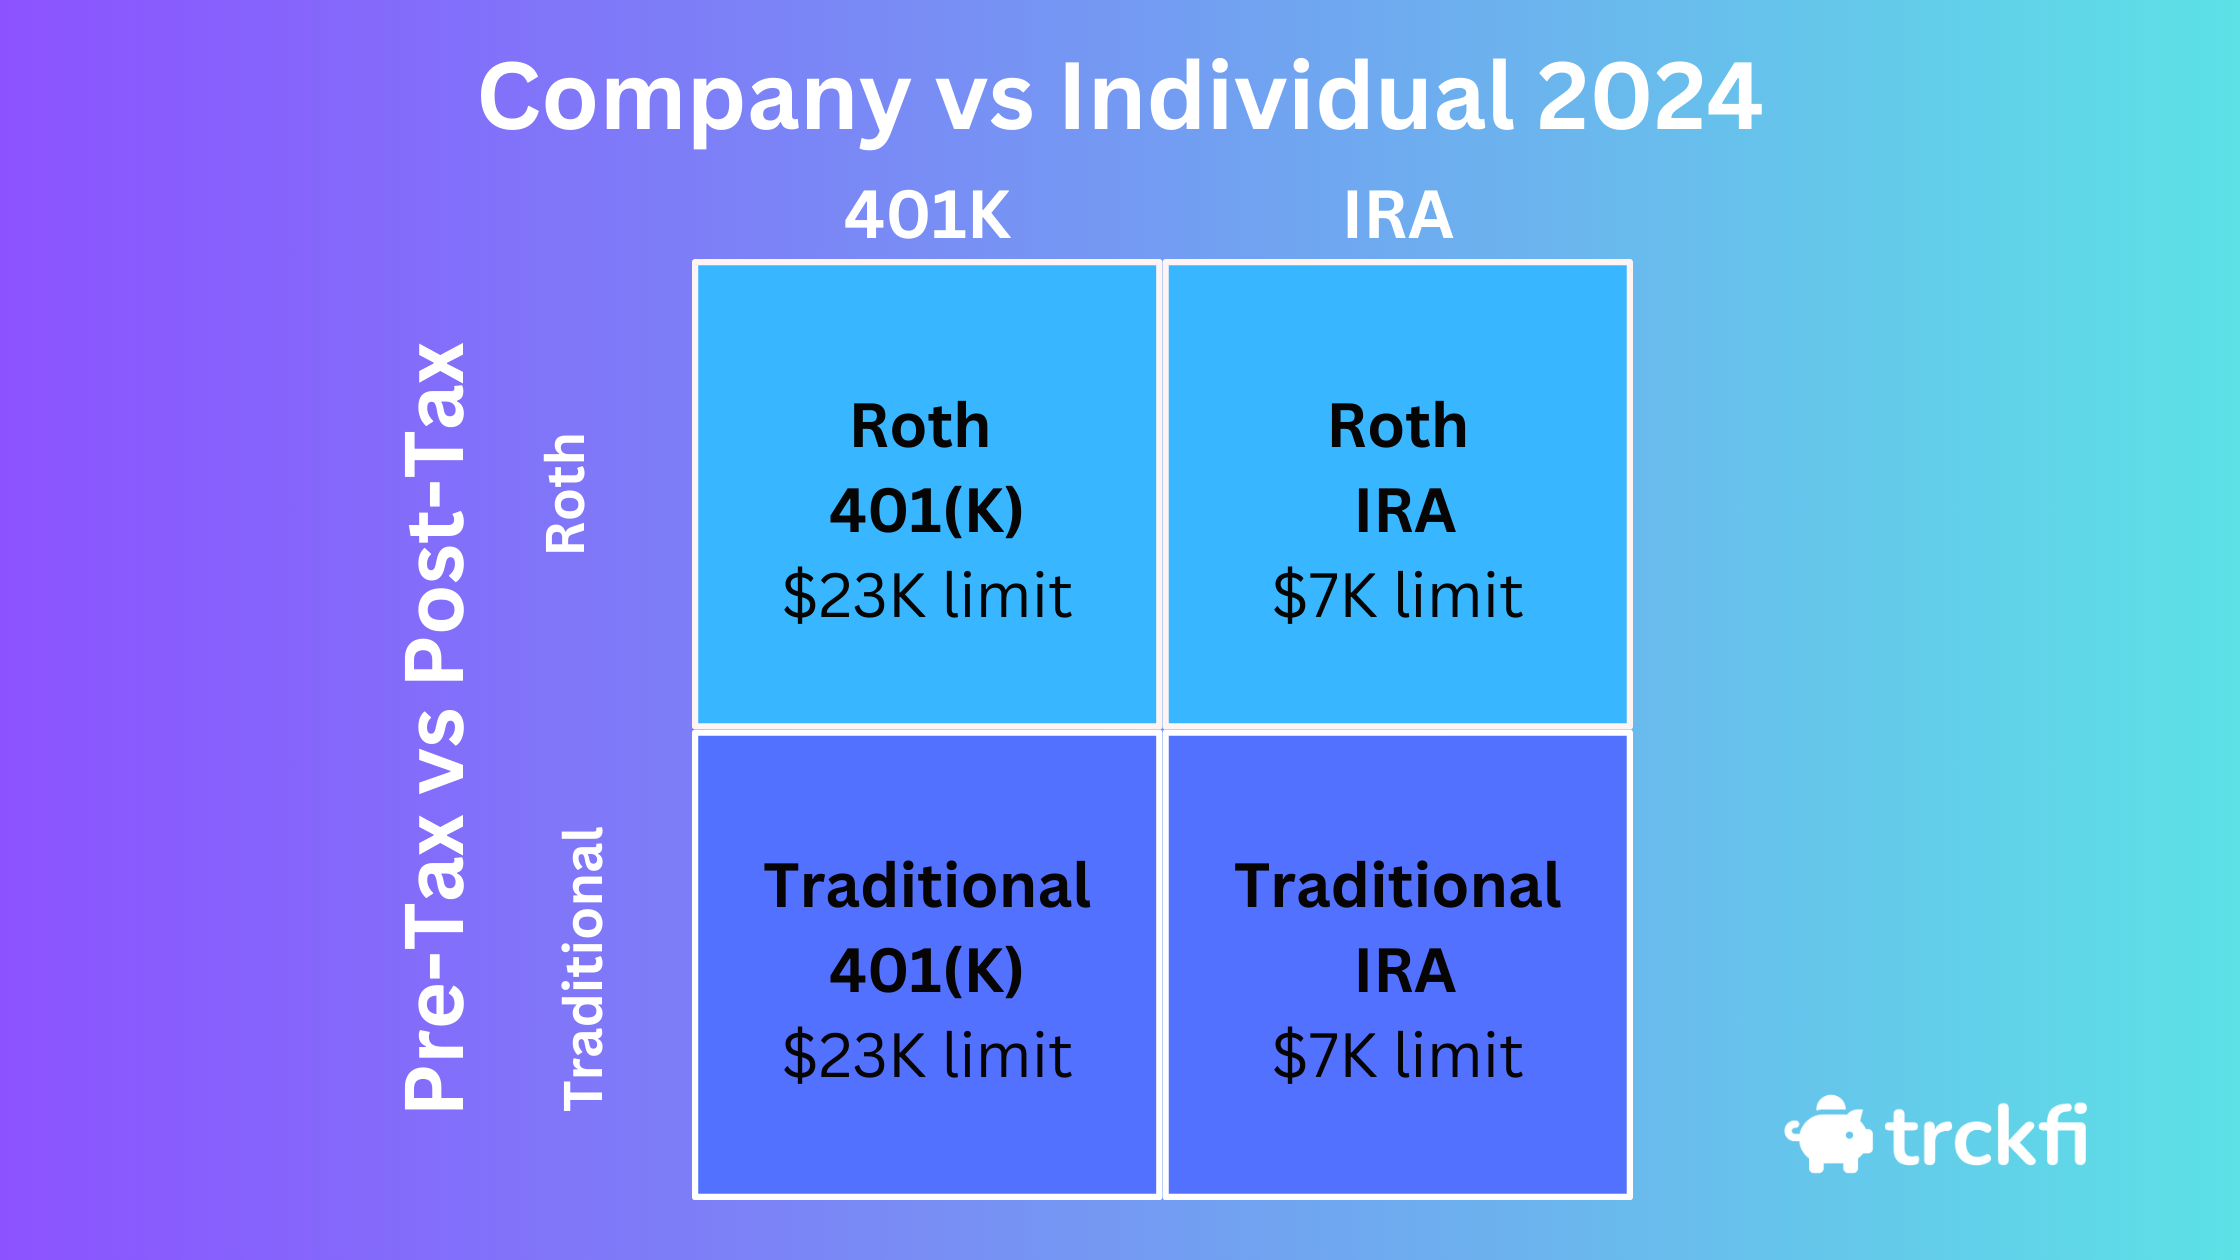 Company vs Individual 2024
401K
IRA
Pre-Tax vs Post-Tax
Roth
Roth
401(K)
$23K limit
Roth
IRA
$7K limit
Traditional
Traditional
401(K)
$23K limit
Traditional
IRA
$7K limit
trckfi